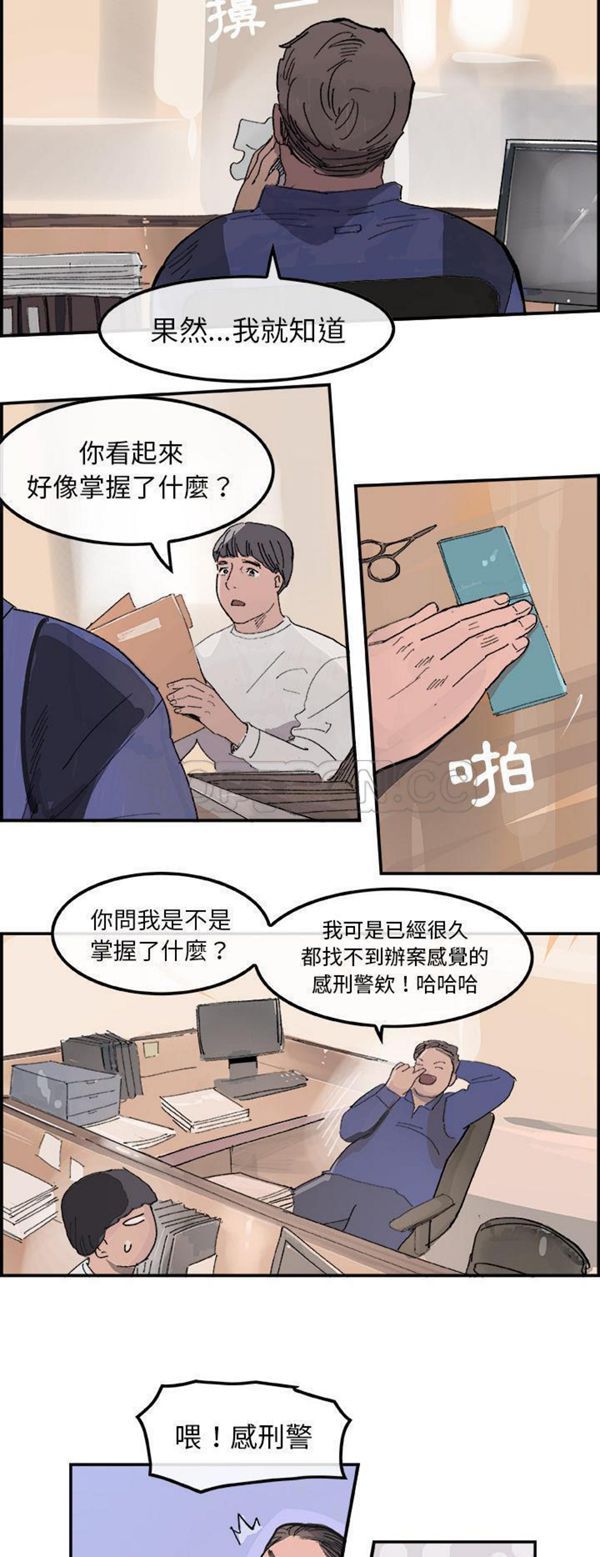 擤一
果然...我就知道
你看起來
好像掌握了什麼？
啪
你問我是不是
掌握了什麼？
我可是已經很久
都找不到辦案感覺的
感刑警欸！哈哈哈
喂！感刑警